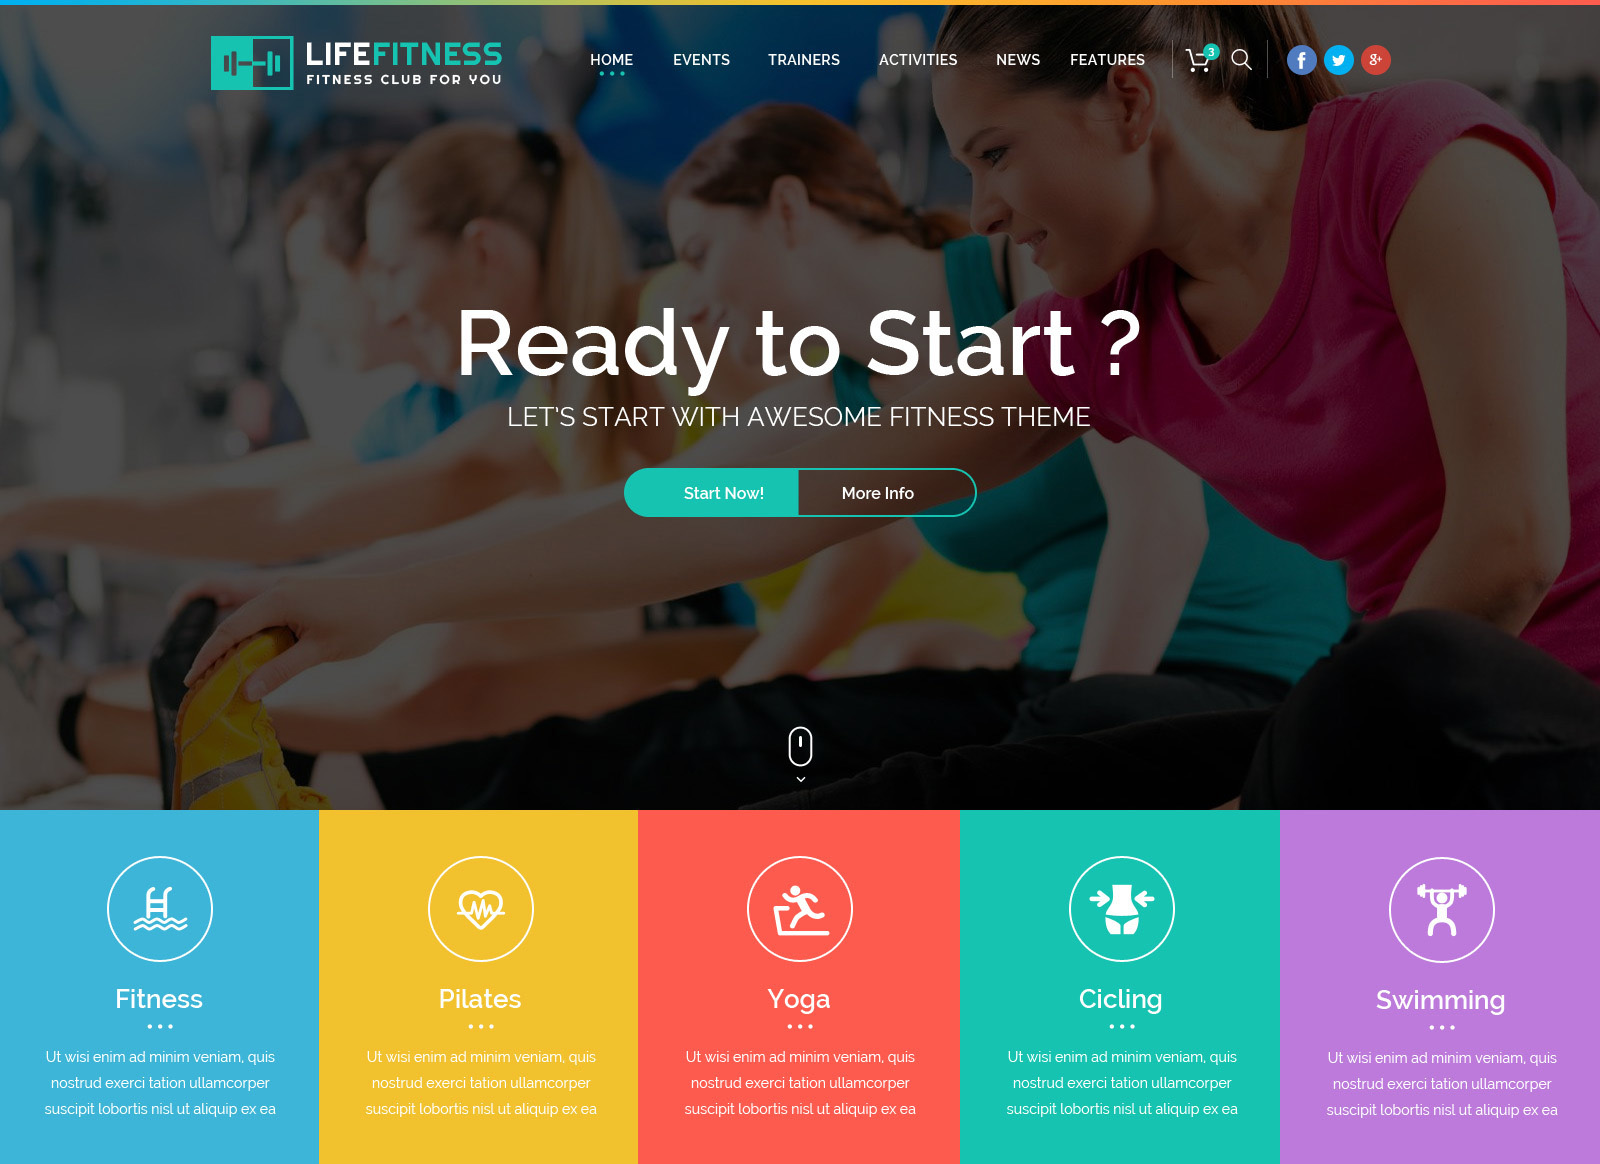 LIFEFITNESS
FITNESS CLUB FOR YOU
HOME EVENTS TRAINERS ACTIVITIES NEWS FEATURES 3 f g+
Ready to Start ?
LET'S START WITH AWESOME FITNESS THEME
Start Now! More Info
Fitness
Ut wisi enim ad minim veniam, quis
nostrud exerci tation ullamcorper
suscipit lobortis nisl ut aliquip ex ea
Pilates
Ut wisi enim ad minim veniam, quis
nostrud exerci tation ullamcorper
suscipit lobortis nisl ut aliquip ex ea
Yoga
Ut wisi enim ad minim veniam, quis
nostrud exerci tation ullamcorper
suscipit lobortis nisl ut aliquip ex ea
Cicling
Ut wisi enim ad minim veniam, quis
nostrud exerci tation ullamcorper
suscipit lobortis nisl ut aliquip ex ea
Swimming
Ut wisi enim ad minim veniam, quis
nostrud exerci tation ullamcorper
suscipit lobortis nisl ut aliquip ex ea